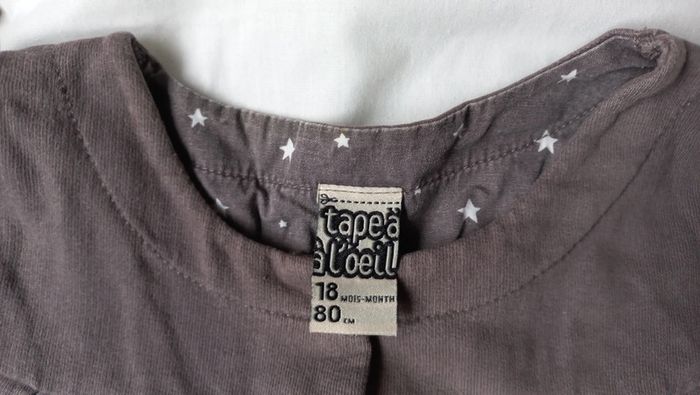 tape à
à l'oeil
18 MOIS-MONTH
80 CM